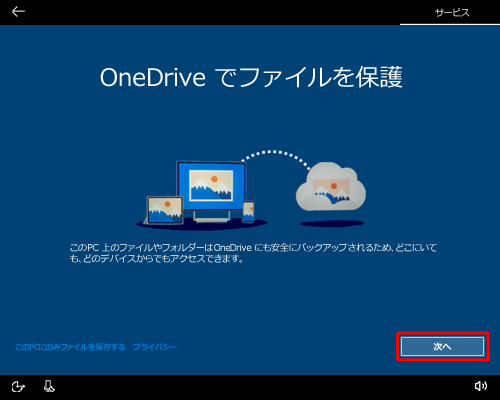 サービス
OneDrive でファイルを保護
このPC 上のファイルやフォルダーはOneDrive にも安全にバックアップされるため、どこにいて
も、どのデバイスからでもアクセスできます。
このPCにのみファイルを保存する プライバシー
次へ